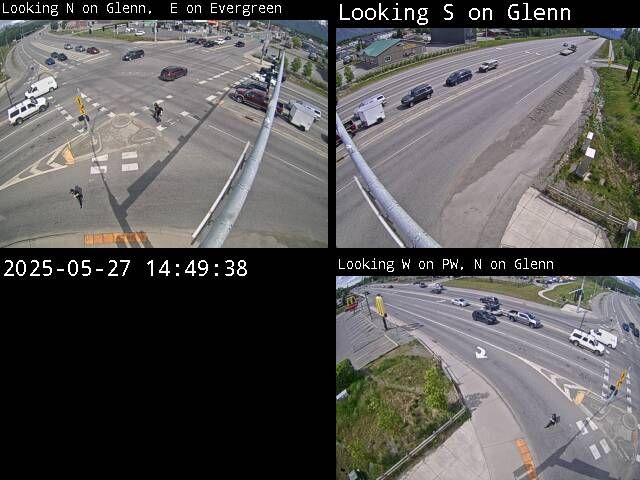 Looking N on Glenn,  E on Evergreen
Looking S on Glenn
2025-05-27 14:49:38
Looking W on PW, N on Glenn